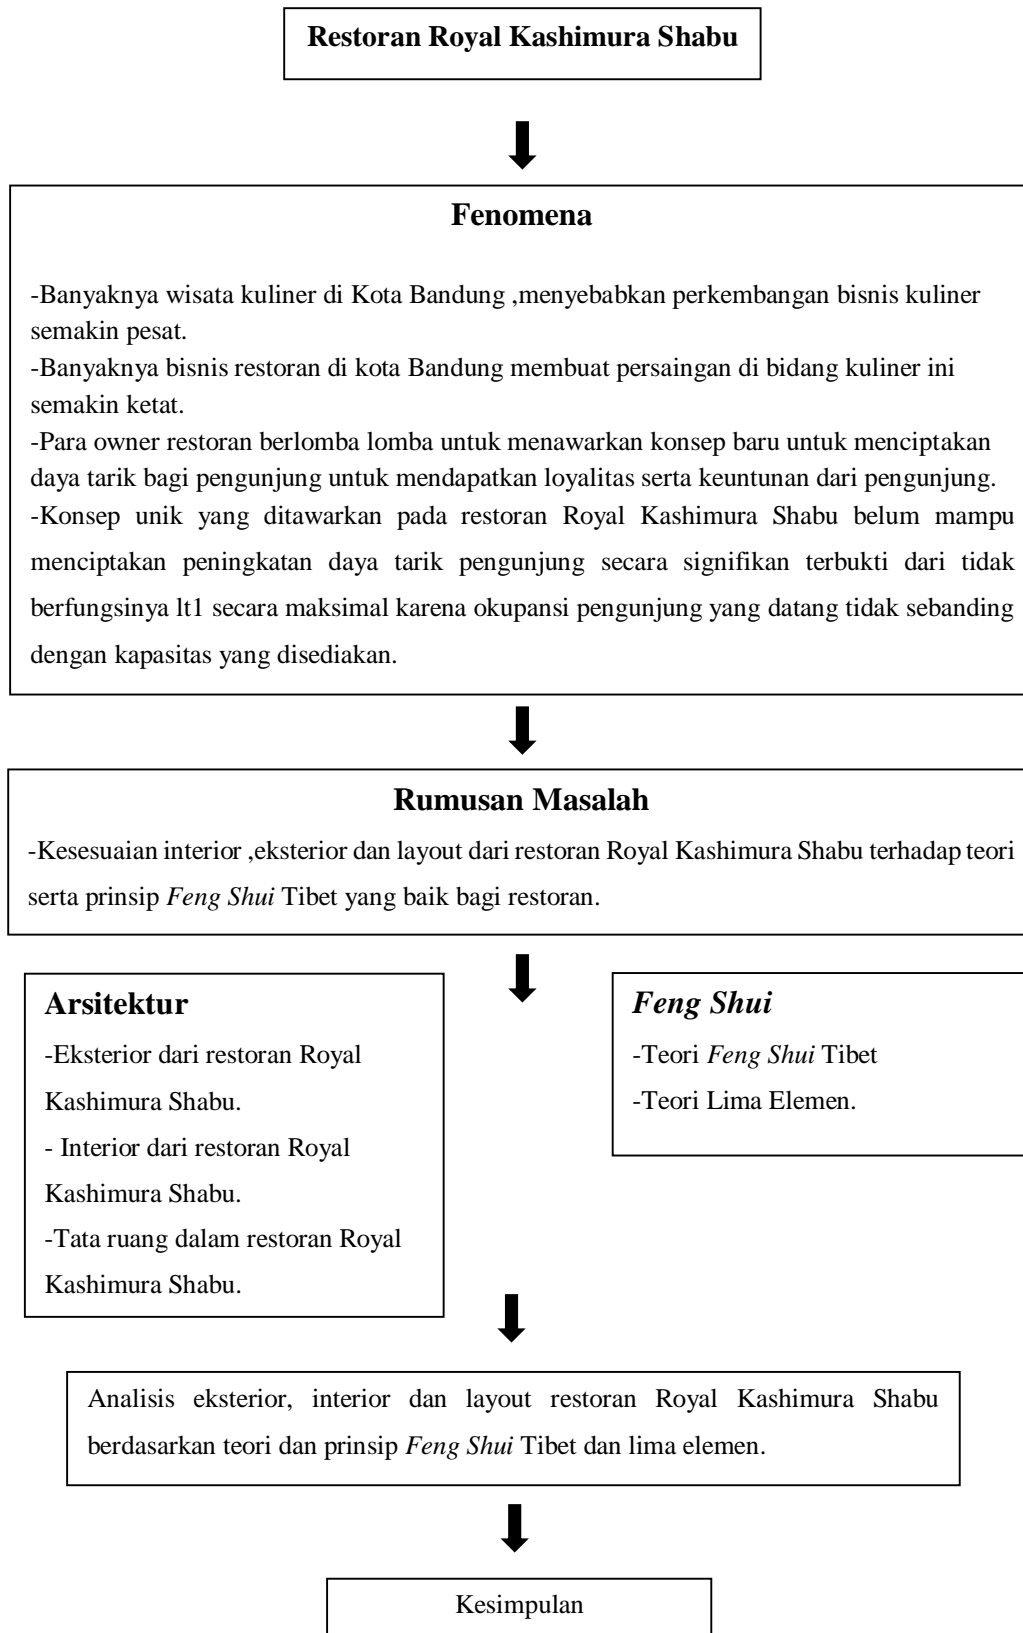 Restoran Royal Kashimura Shabu
Fenomena
-Banyaknya wisata kuliner di Kota Bandung ,menyebabkan perkembangan bisnis kuliner
semakin pesat.
-Banyaknya bisnis restoran di kota Bandung membuat persaingan di bidang kuliner ini
semakin ketat.
-Para owner restoran berlomba lomba untuk menawarkan konsep baru untuk menciptakan
daya tarik bagi pengunjung untuk mendapatkan loyalitas serta keuntunan dari pengunjung.
-Konsep unik yang ditawarkan pada restoran Royal Kashimura Shabu belum mampu
menciptakan peningkatan daya tarik pengunjung secara signifikan terbukti dari tidak
berfungsinya lt1 secara maksimal karena okupansi pengunjung yang datang tidak sebanding
dengan kapasitas yang disediakan.
Rumusan Masalah
-Kesesuaian interior ,eksterior dan layout dari restoran Royal Kashimura Shabu terhadap teori
serta prinsip Feng Shui Tibet yang baik bagi restoran.
Arsitektur
-Eksterior dari restoran Royal
Kashimura Shabu.
- Interior dari restoran Royal
Kashimura Shabu.
-Tata ruang dalam restoran Royal
Kashimura Shabu.
Feng Shui
-Teori Feng Shui Tibet
-Teori Lima Elemen.
Analisis eksterior, interior dan layout restoran Royal Kashimura Shabu
berdasarkan teori dan prinsip Feng Shui Tibet dan lima elemen.
Kesimpulan